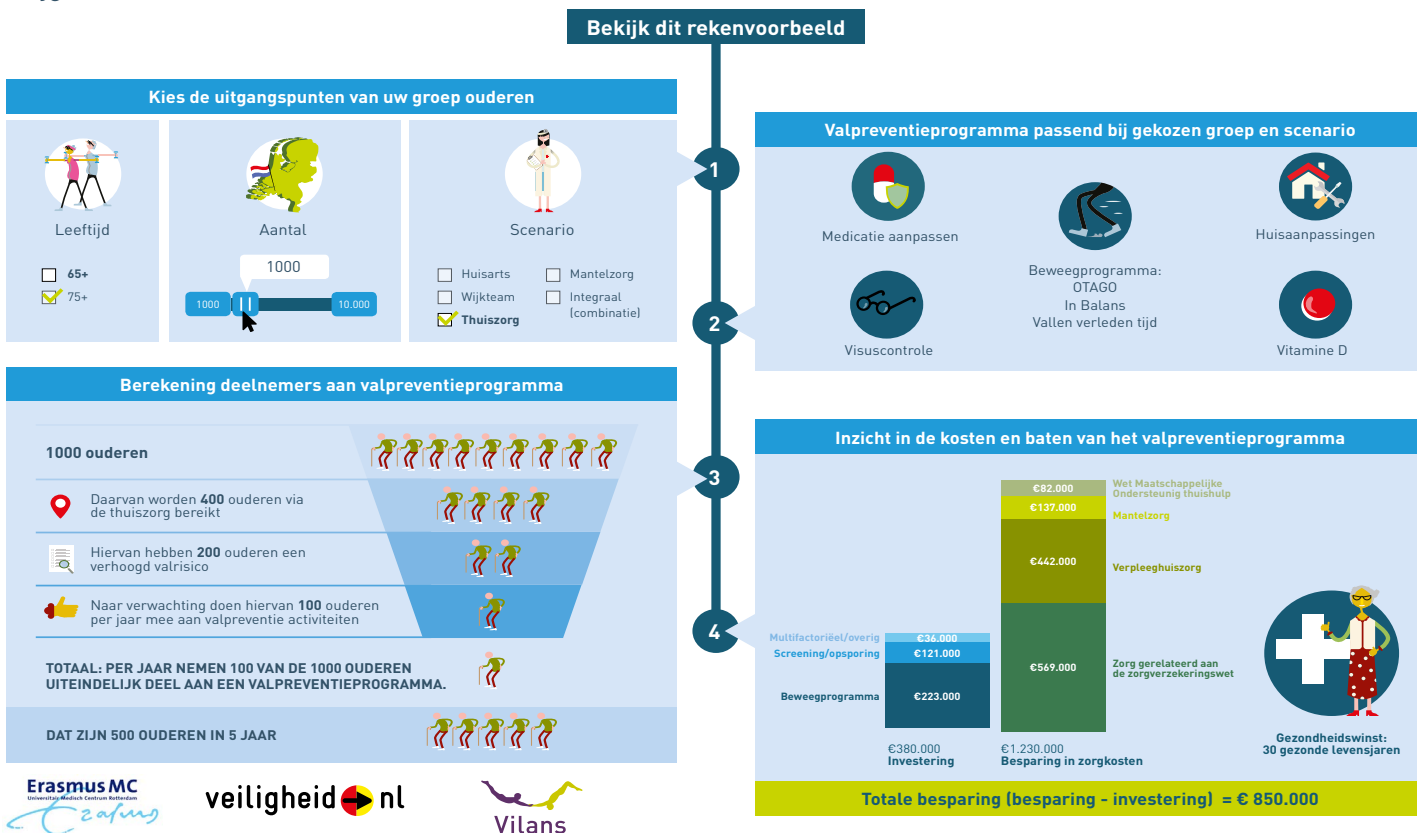 Bekijk dit rekenvoorbeeld
Kies de uitgangspunten van uw groep ouderen
Leeftijd
65+
75+
Aantal
1000
1000
10.000
Scenario
Huisarts
Wijkteam
Thuiszorg
Mantelzorg
Integraal
(combinatie)
1
Valpreventieprogramma passend bij gekozen groep en scenario
Medicatie aanpassen
Visuscontrole
Beweegprogramma:
OTAGO
In Balans
Vallen verleden tijd
Huisaanpassingen
Vitamine D
2
Berekening deelnemers aan valpreventieprogramma
1000 ouderen
Daarvan worden 400 ouderen via
de thuiszorg bereikt
Hiervan hebben 200 ouderen een
verhoogd valrisico
Naar verwachting doen hiervan 100 ouderen
per jaar mee aan valpreventie activiteiten
TOTAAL: PER JAAR NEMEN 100 VAN DE 1000 OUDEREN
UITEINDELIJK DEEL AAN EEN VALPREVENTIEPROGRAMMA.
DAT ZIJN 500 OUDEREN IN 5 JAAR
3
4
Inzicht in de kosten en baten van het valpreventieprogramma
Multifactoriëel/overig
€36.000
Screening/opsporing
€121.000
Beweegprogramma
€223.000
€380.000
Investering
€82.000
Wet Maatschappelijke
Ondersteunig thuishulp
€137.000
Mantelzorg
€442.000
Verpleeghuiszorg
€569.000
Zorg gerelateerd aan
de zorgverzekeringswet
€1.230.000
Besparing in zorgkosten
Gezondheidswinst:
30 gezonde levensjaren
Totale besparing (besparing - investering) = € 850.000
Erasmus MC
Universitair Medisch Centrum Rotterdam
Erasmus
veiligheid nl
Vilans